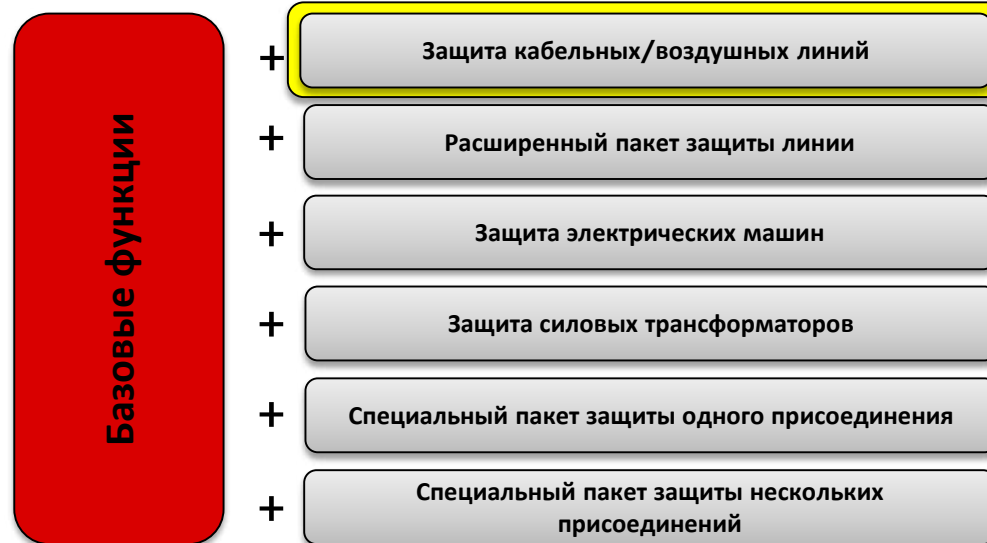 Базовые функции
+ Защита кабельных/воздушных линий
+ Расширенный пакет защиты линии
+ Защита электрических машин
+ Защита силовых трансформаторов
+ Специальный пакет защиты одного присоединения
+ Специальный пакет защиты нескольких
присоединений